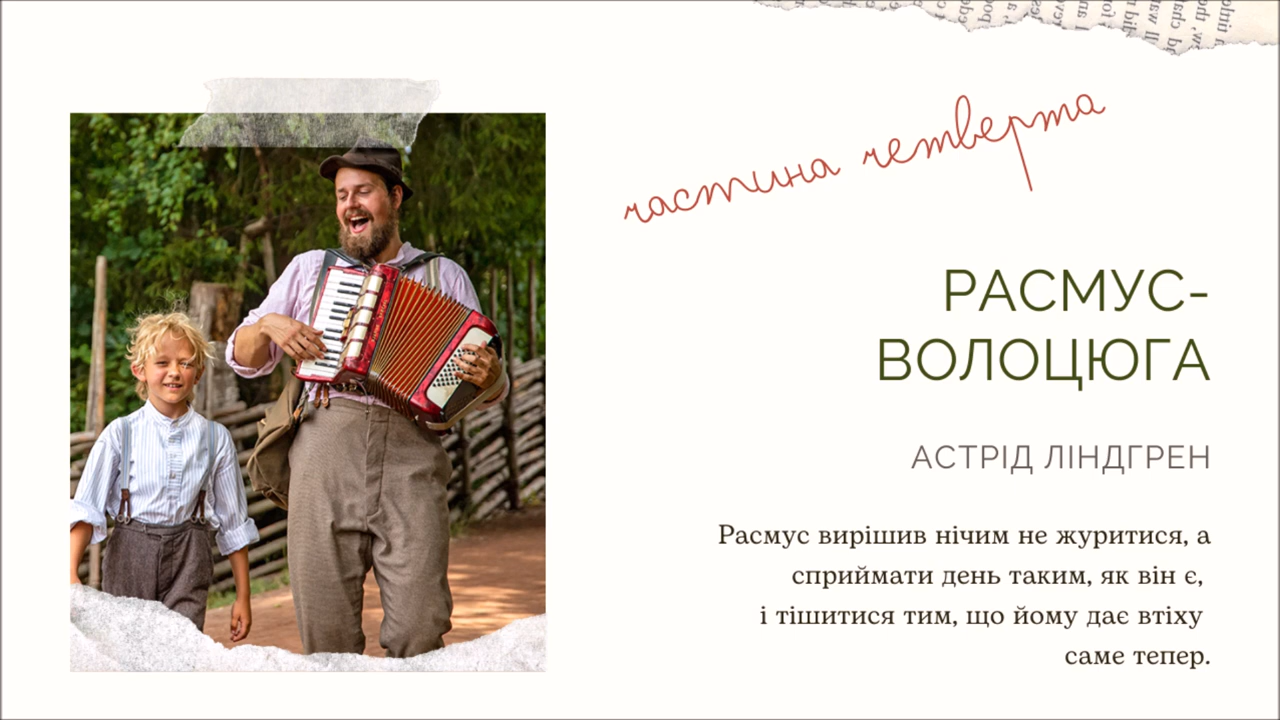 частина четверта
РАСМУС-
ВОЛОЦЮГА
АСТРІД ЛІНДГРЕН
Расмус вирішив нічим не журитися, а
сприймати день таким, як він є,
і тішитися тим, що йому дає втіху
саме тепер.